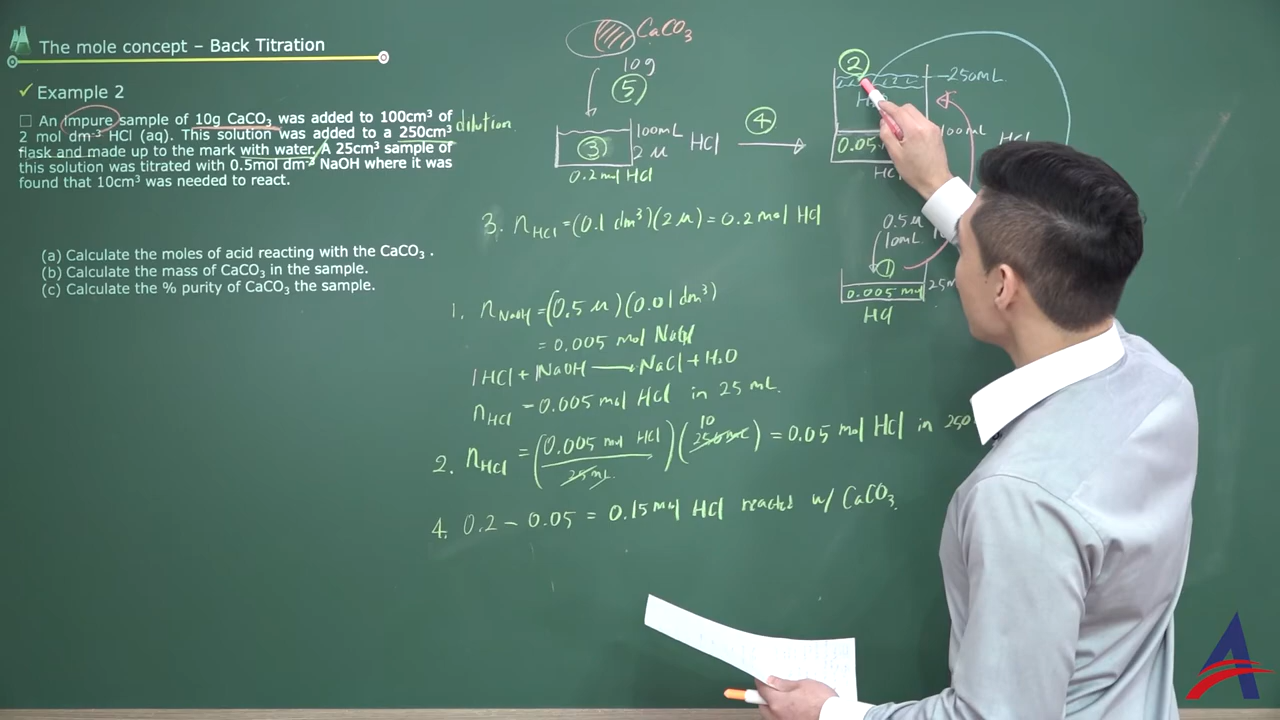 The mole concept – Back Titration
Example 2
An Impure sample of 10g CaCO₃ was added to 100cm³ of
2 mol dm⁻³ HCl (aq). This solution was added to a 250cm³ dilution.
flask and made up to the mark with water. A 25cm³ sample of
this solution was titrated with 0.5mol dm⁻³ NaOH where it was
found that 10cm³ was needed to react.
(a) Calculate the moles of acid reacting with the CaCO₃ .
(b) Calculate the mass of CaCO₃ in the sample.
(c) Calculate the % purity of CaCO₃ the sample.
CaCO₃
10g
⑤
③
100mL
2 M
HCl
0.2 mol HCl
④
②
250mL
0.05
100mL
HCl
0.5M
10mL
①
0.005 mol
HCl
3. nHCl = (0.1 dm³)(2 M) = 0.2 mol HCl
1. nNaOH = (0.5 M)(0.01 dm³)
= 0.005 mol NaOH
1HCl + 1NaOH → NaCl + H₂O
nHCl = 0.005 mol HCl in 25 mL.
2. nHCl = (0.005 mol HCl / 25 mL)(250 mL) 10 = 0.05 mol HCl in 250
4. 0.2 – 0.05 = 0.15 mol HCl reacted w/ CaCO₃.